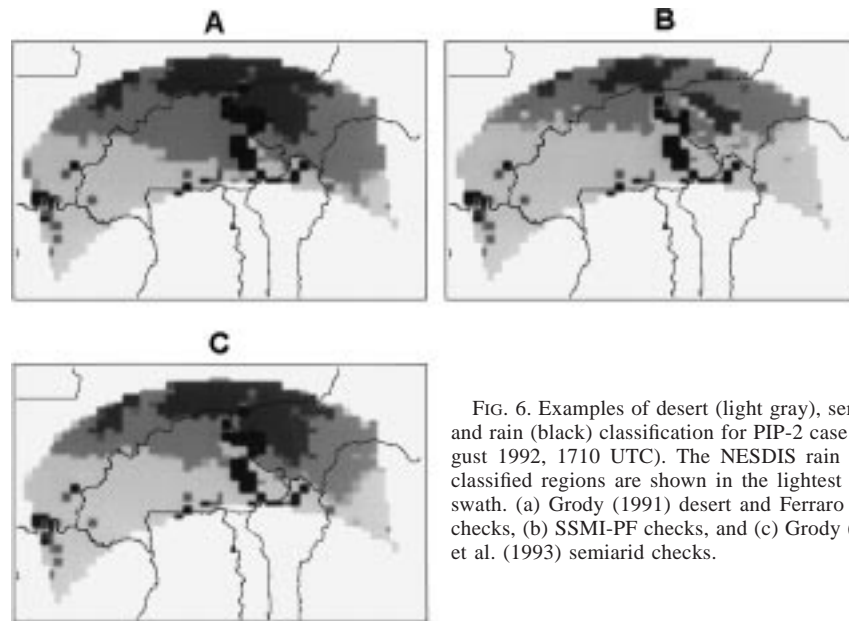 A
B
C
FIG. 6. Examples of desert (light gray),
and rain (black) classification for PIP-2 case
1992, 1710 UTC). The NESDIS rain
classified regions are shown in the lightest
swath. (a) Grody (1991) desert and Ferraro
checks, (b) SSMI-PF checks, and (c) Grody
et al. (1993) semiarid checks.